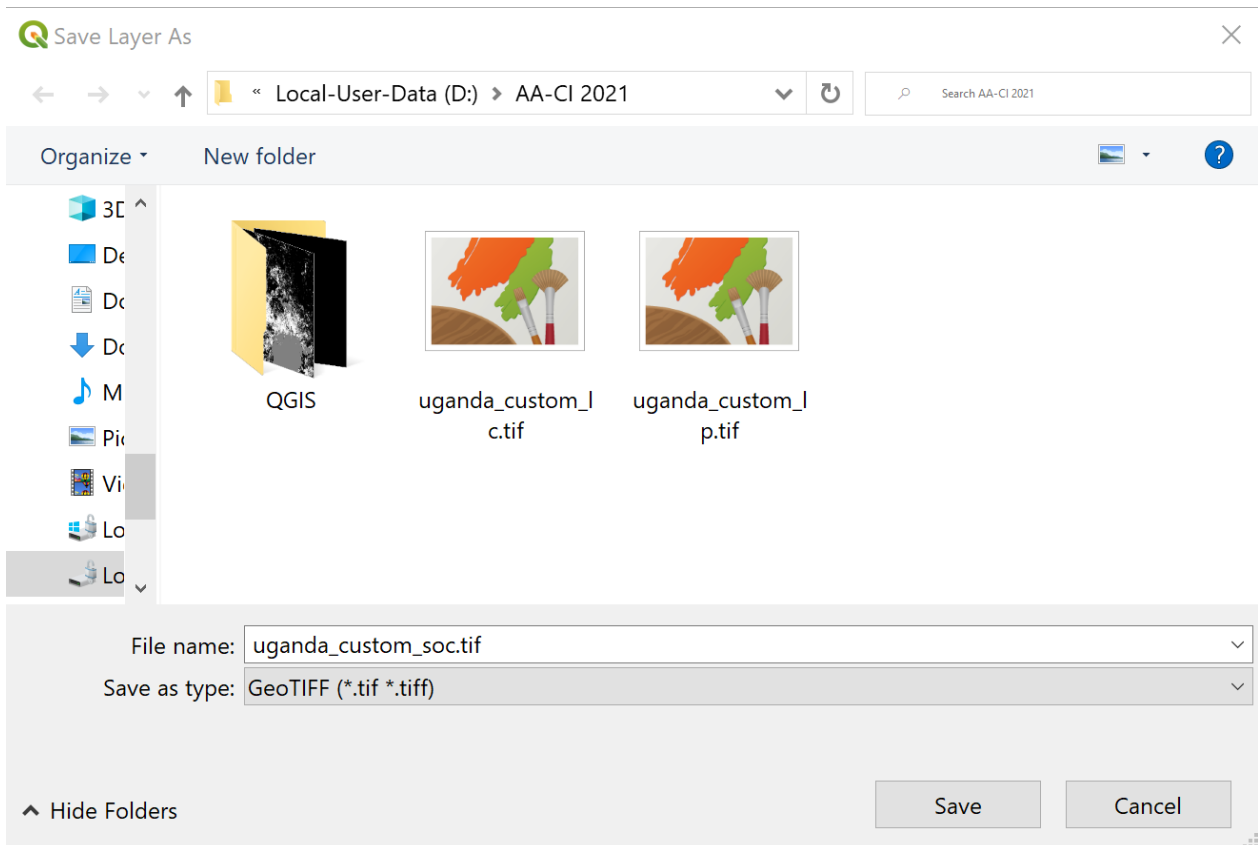 Save Layer As
« Local-User-Data (D:) > AA-CI 2021
Search AA-CI 2021
Organize
New folder
?
3D
De
Do
Do
M
Pic
Vi
Lo
Lo
QGIS
uganda_custom_l
c.tif
uganda_custom_l
p.tif
File name: uganda_custom_soc.tif
Save as type: GeoTIFF (*.tif *.tiff)
Hide Folders
Save
Cancel